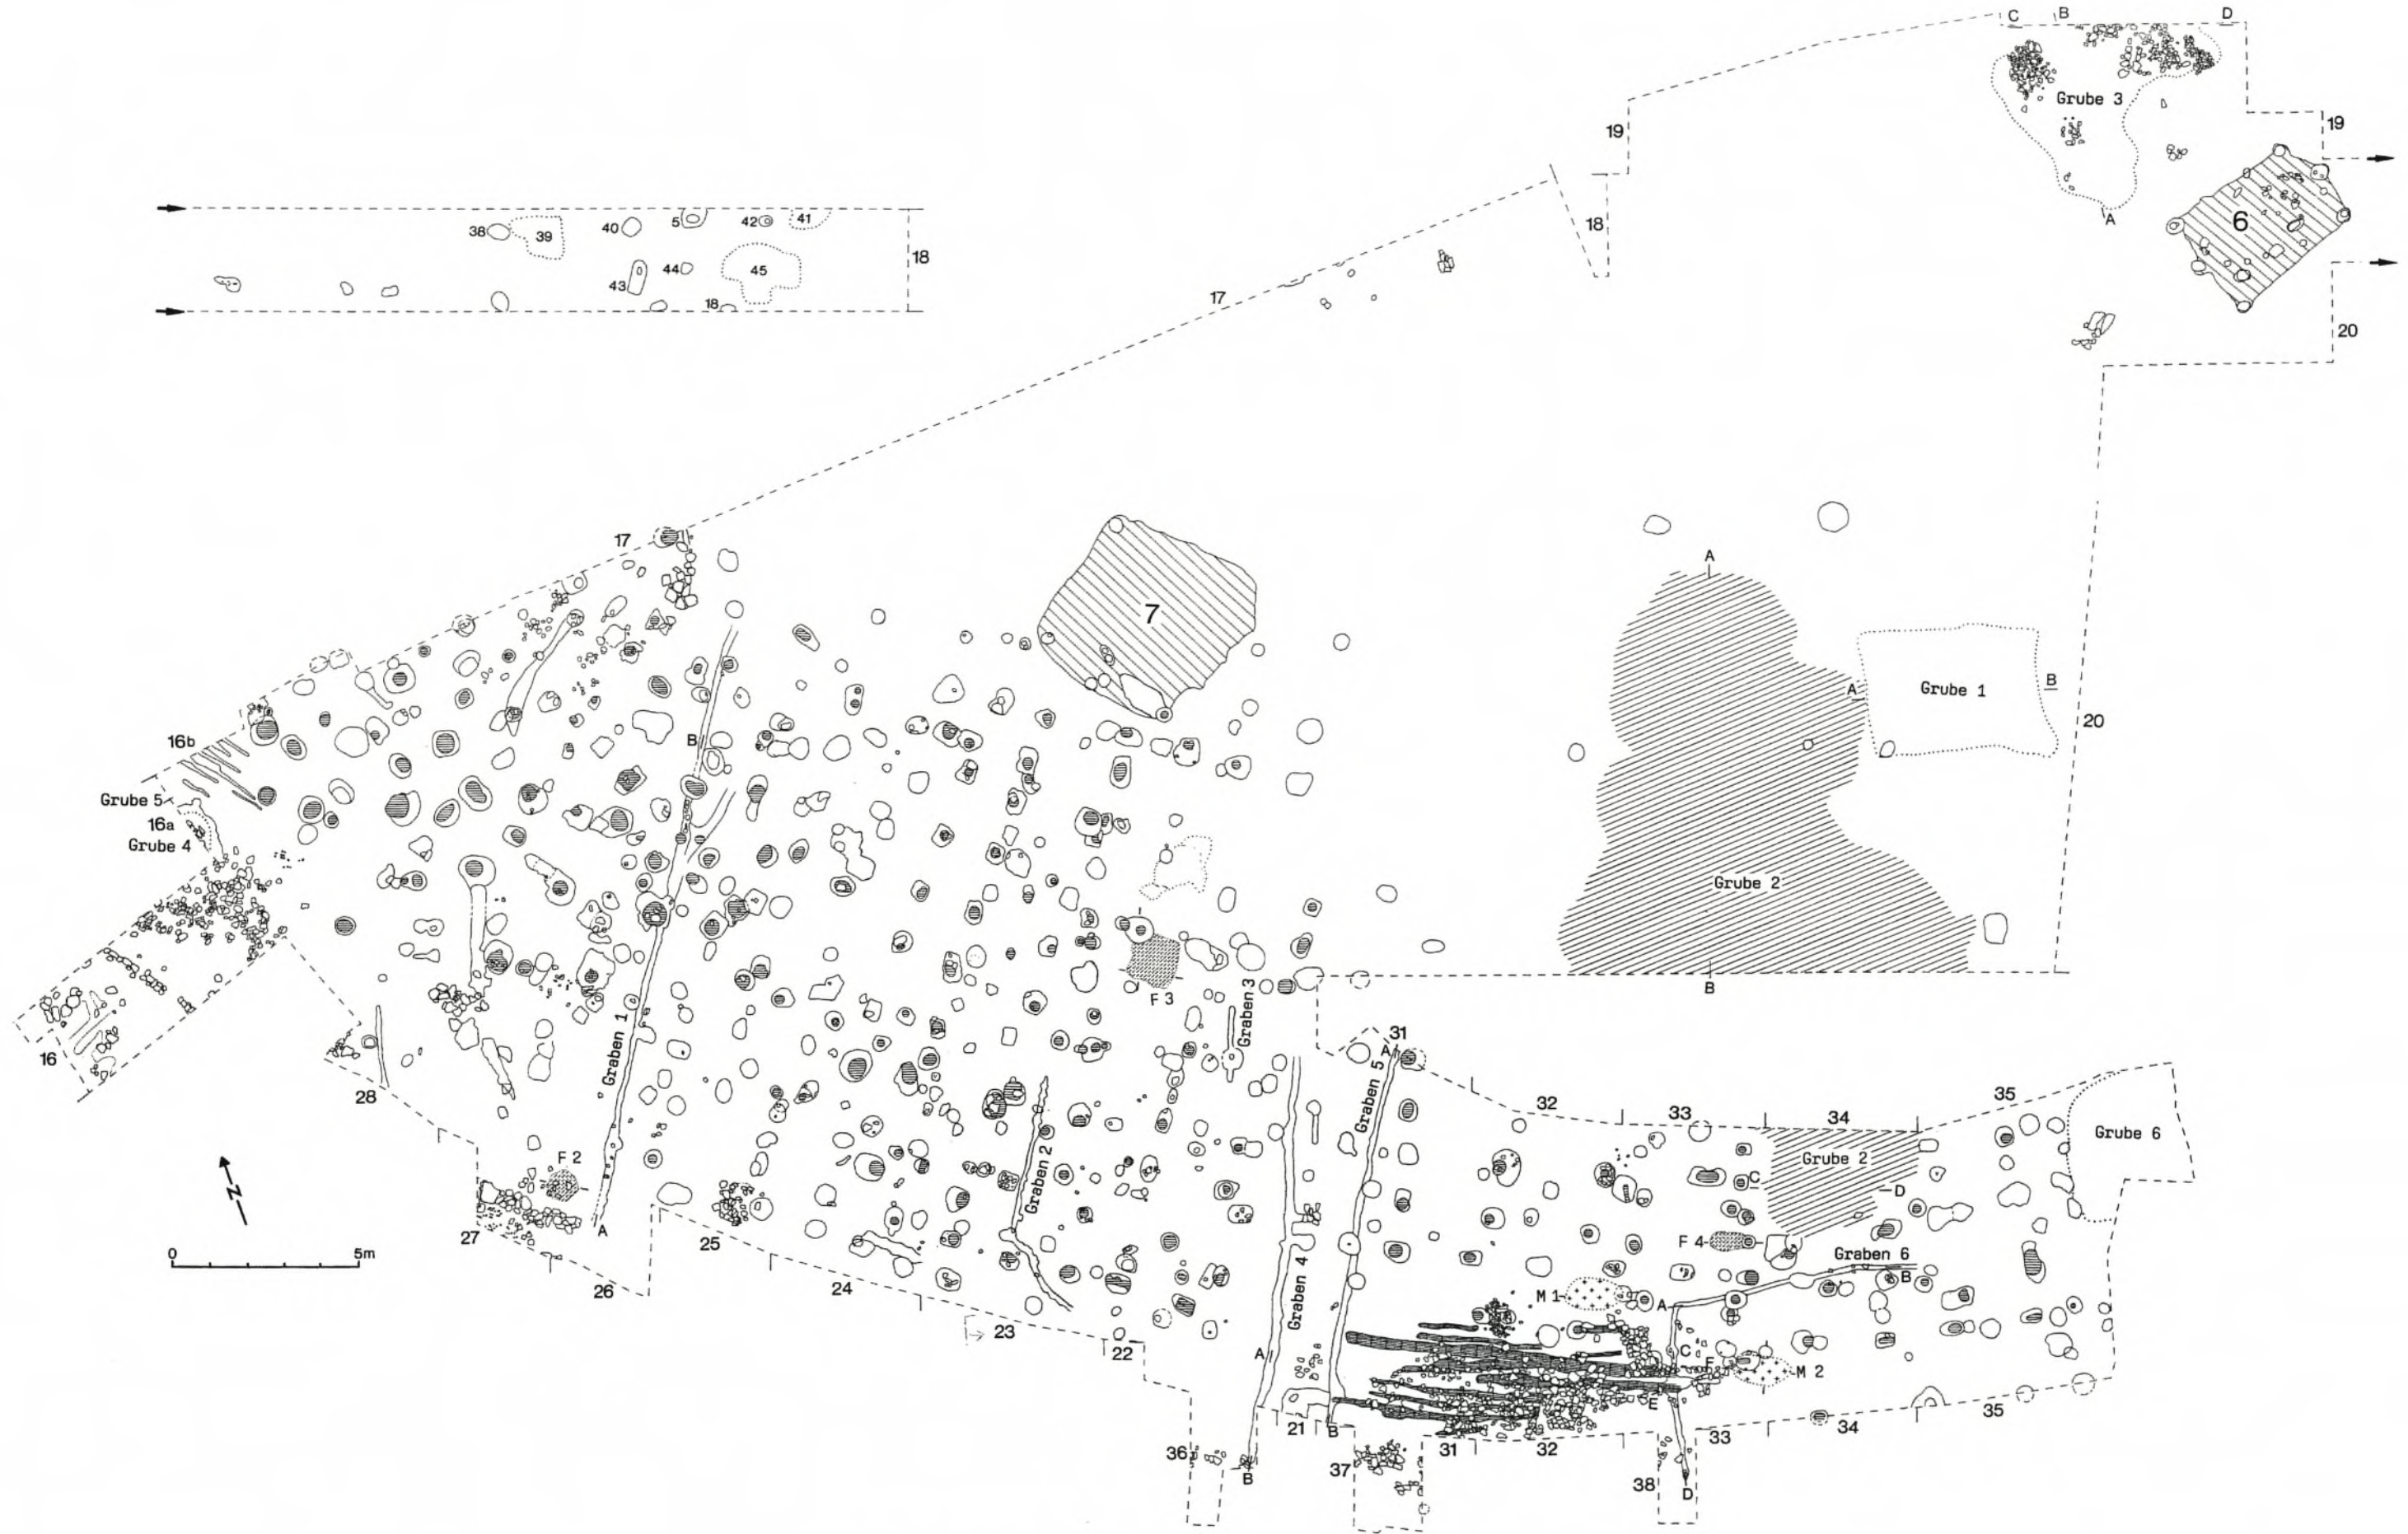 C B D
Grube 3
19
19
A
6
18
20
38 39 40 5 42 41
43 44 45
18
18
17
17
7
A
A
Grube 1
B
20
Grube 2
B
16b
Grube 5
16a
Grube 4
16
B
Graben 1
F 3
Graben 3
28
F 2
A
27
26
25
24
23
22
Graben 2
N
0 5m
31
A
Graben 5
Graben 4
A
B
21
B
36
37
32
33
34
35
Grube 6
Grube 2
C
D
F 4
Graben 6
B
A
M 1
C
F
M 2
E
31
32
33
34
35
38
D